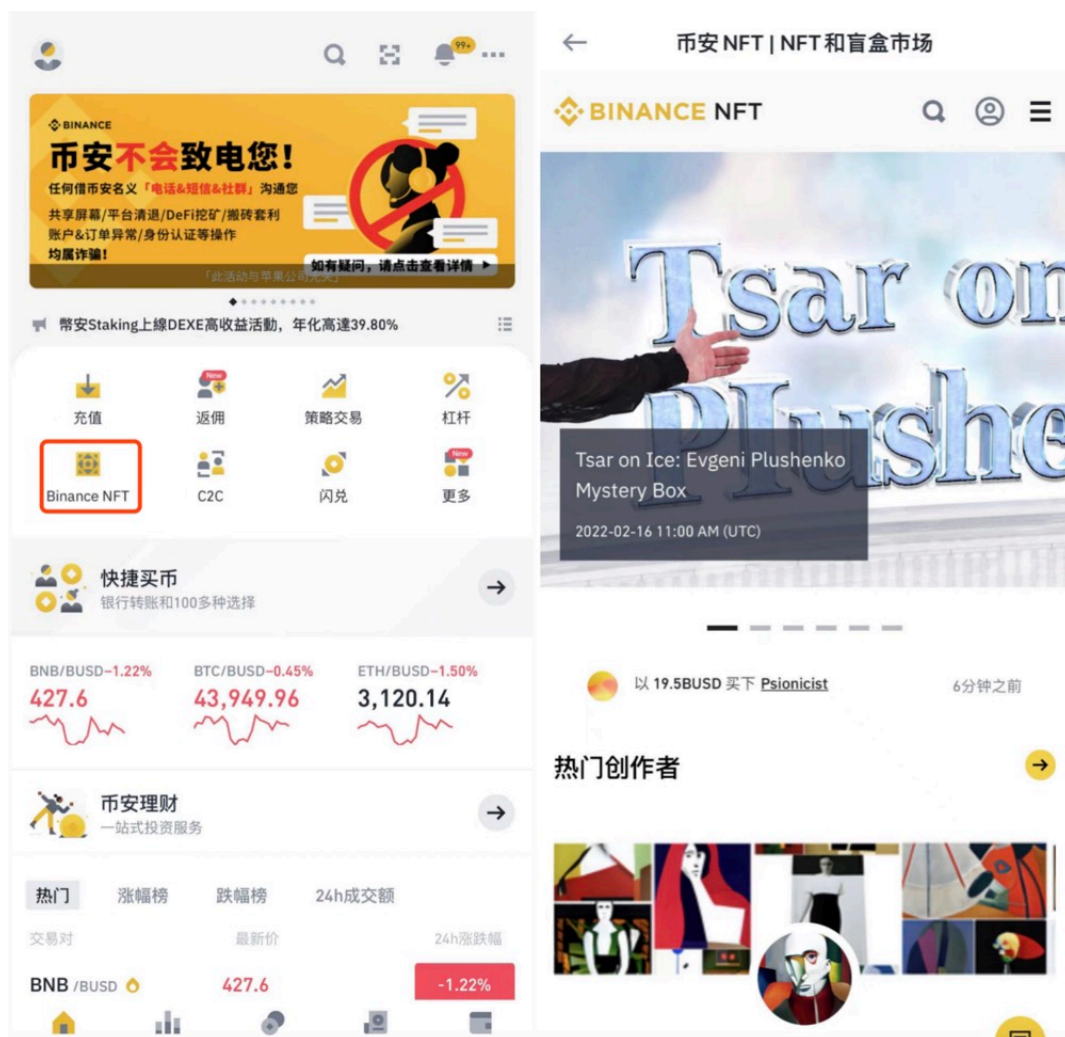 99+
BINANCE
币安不会致电您！
任何借币安名义「电话&短信&社群」沟通您
共享屏幕/平台清退/DeFi挖矿/搬砖套利
账户&订单异常/身份认证等操作
均属诈骗！
如有疑问，请点击查看详情
「此活动与苹果公司无关」
幣安Staking上線DEXE高收益活動，年化高達39.80%
New
充值 返佣 策略交易 杠杆
New
Binance NFT C2C 闪兑 更多
快捷买币
银行转账和100多种选择
BNB/BUSD-1.22% BTC/BUSD-0.45% ETH/BUSD-1.50%
427.6 43,949.96 3,120.14
币安理财
一站式投资服务
热门 涨幅榜 跌幅榜 24h成交额
交易对 最新价 24h涨跌幅
BNB /BUSD 427.6 -1.22%
币安 NFT | NFT 和盲盒市场
BINANCE NFT
Tsar on
Plushe
Tsar on Ice: Evgeni Plushenko
Mystery Box
2022-02-16 11:00 AM (UTC)
以 19.5BUSD 买下 Psionicist 6分钟之前
热门创作者